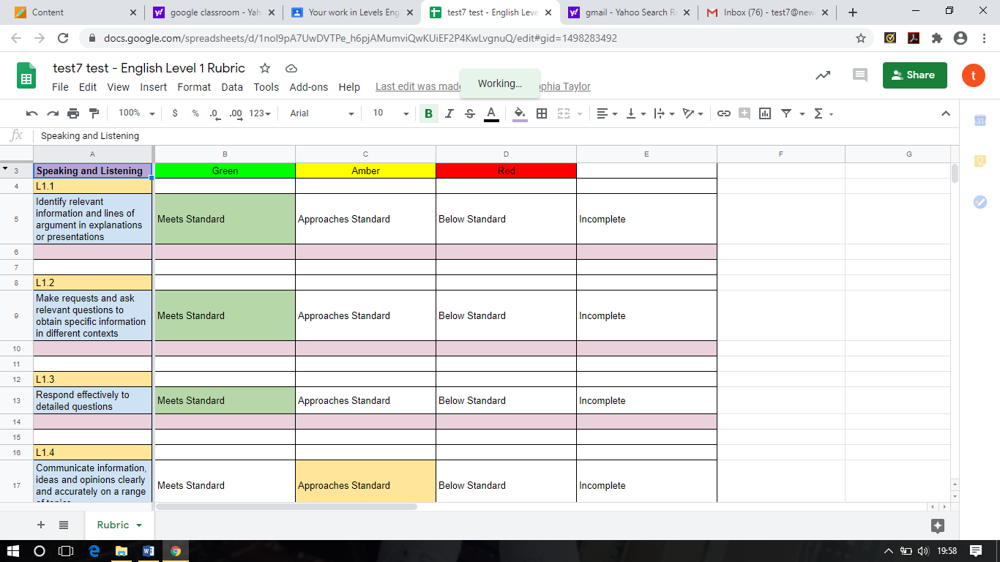 Content
google classroom - Yah
Your work in Levels Eng
test7 test - English Leve
gmail - Yahoo Search R
Inbox (76) - test7@new
docs.google.com/spreadsheets/d/1nol9pA7UwDVTPe_h6pjAMumviQwKUiEF2P4KwLvgnuQ/edit#gid=1498283492
test7 test - English Level 1 Rubric
Working...
Share
t
File Edit View Insert Format Data Tools Add-ons Help Last edit was made phia Taylor
100% $ % .0 .00 123 Arial 10 B I S A Σ
31
fx Speaking and Listening
A B C D E F G
3 Speaking and Listening Green Amber Red
4 L1.1
5 Identify relevant
information and lines of
argument in explanations
or presentations
Meets Standard Approaches Standard Below Standard Incomplete
6
7
8 L1.2
9 Make requests and ask
relevant questions to
obtain specific information
in different contexts
Meets Standard Approaches Standard Below Standard Incomplete
10
11
12 L1.3
13 Respond effectively to
detailed questions
Meets Standard Approaches Standard Below Standard Incomplete
14
15
16 L1.4
17 Communicate information,
ideas and opinions clearly
and accurately on a range
Meets Standard Approaches Standard Below Standard Incomplete
Rubric
19:58